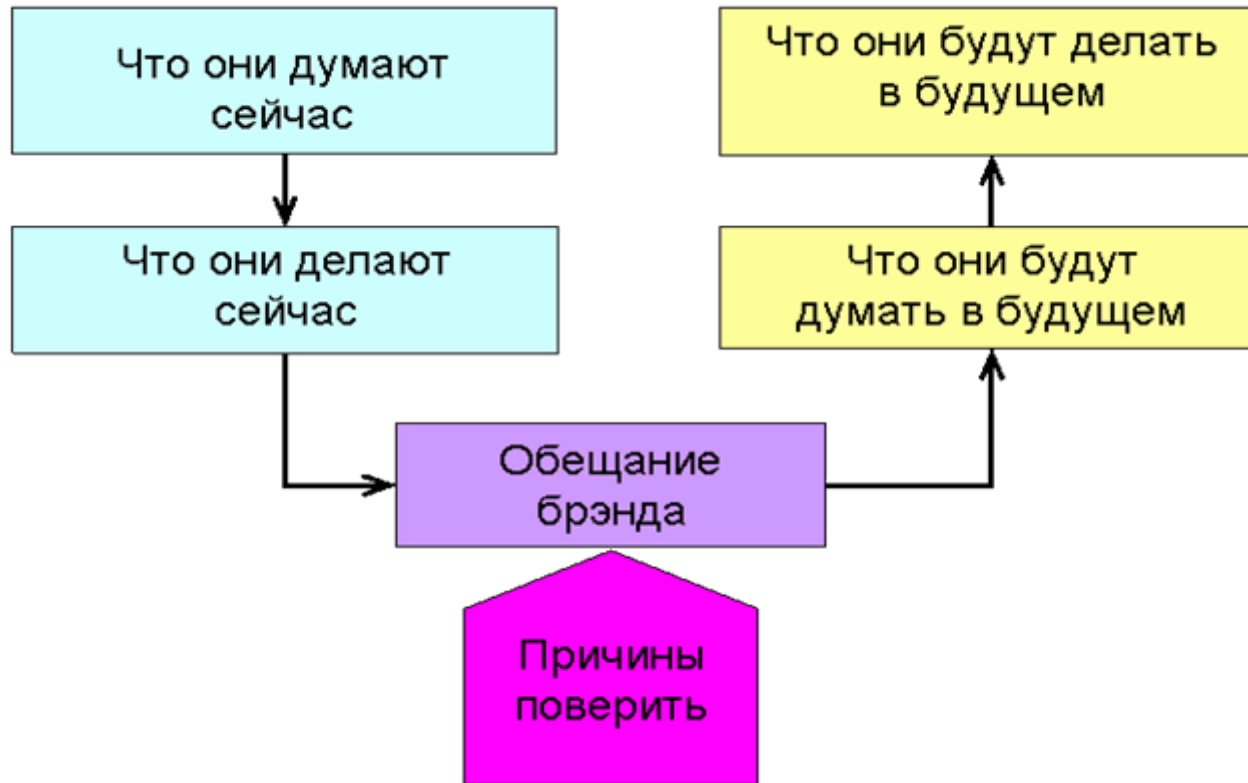 Что они думают
сейчас
Что они делают
сейчас
Обещание
брэнда
Причины
поверить
Что они будут
думать в будущем
Что они будут делать
в будущем